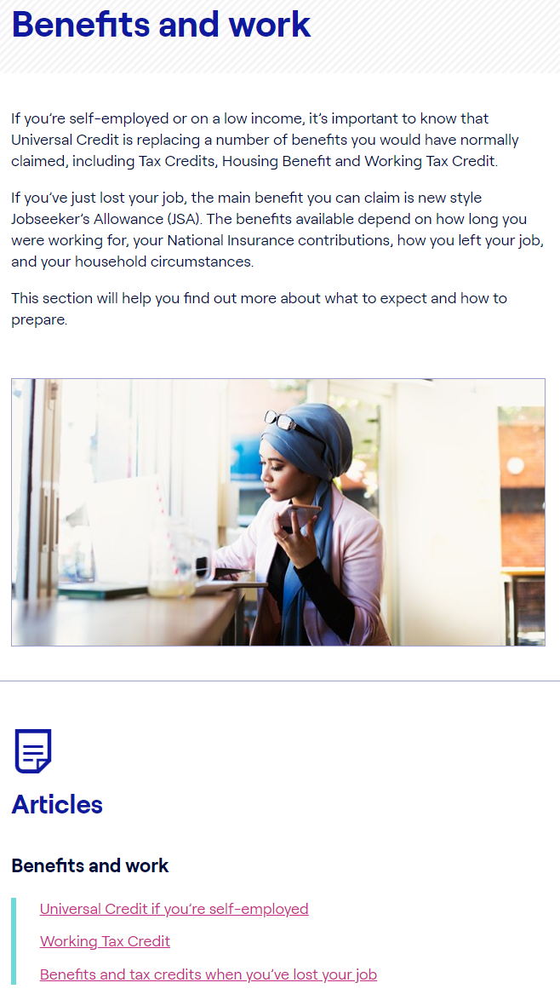 Benefits and work
If you're self-employed or on a low income, it's important to know that
Universal Credit is replacing a number of benefits you would have normally
claimed, including Tax Credits, Housing Benefit and Working Tax Credit.
If you've just lost your job, the main benefit you can claim is new style
Jobseeker's Allowance (JSA). The benefits available depend on how long you
were working for, your National Insurance contributions, how you left your job,
and your household circumstances.
This section will help you find out more about what to expect and how to
prepare.
Articles
Benefits and work
Universal Credit if you're self-employed
Working Tax Credit
Benefits and tax credits when you've lost your job